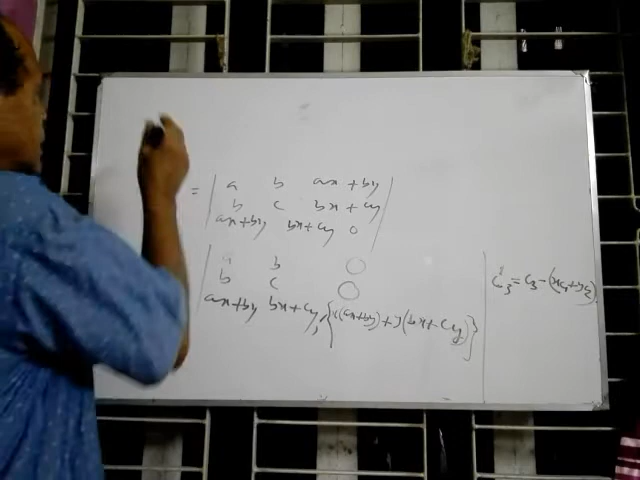 = | a b ax + by |
| b c bx + cy |
| ax+by bx+cy 0 |
| a b 0 |
| b c 0 |
| ax+by bx+cy, -{x(ax+by)+y(bx+cy)}
C'₃ = C₃ - (xC₁+yC₂)